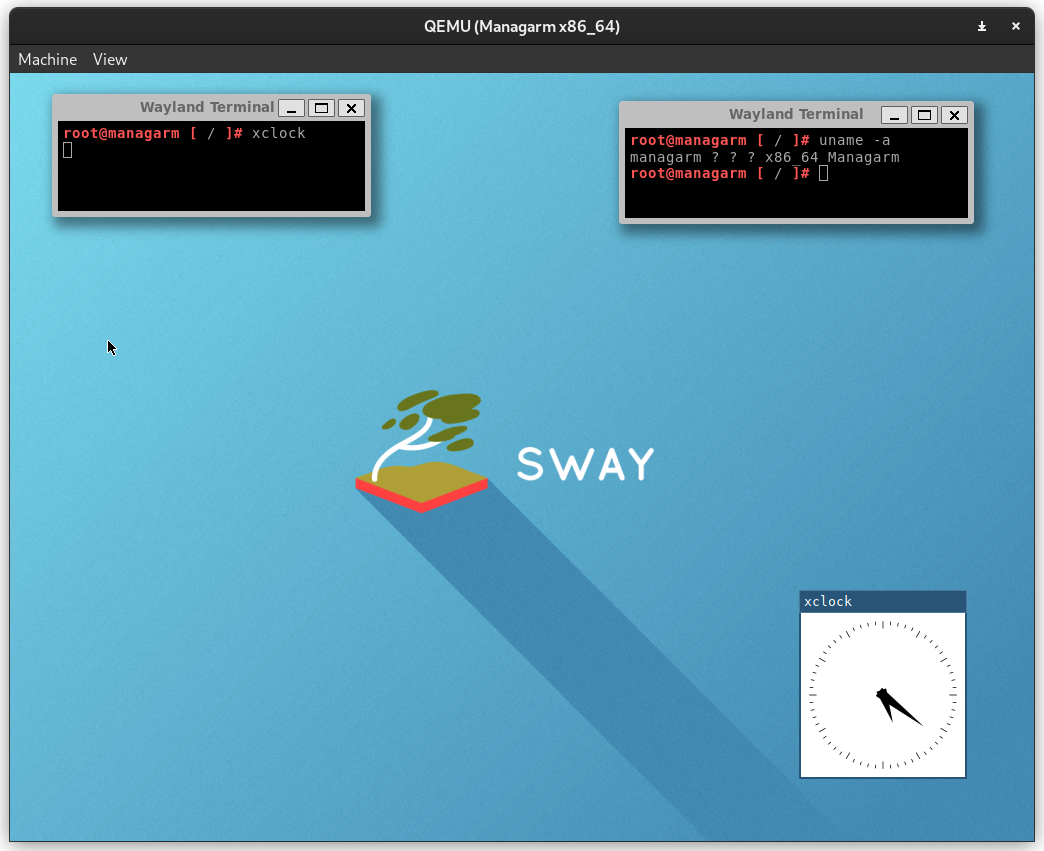 QEMU (Managarm x86_64)
Machine View
Wayland Terminal
root@managarm [ / ]# xclock
Wayland Terminal
root@managarm [ / ]# uname -a
managarm ? ? ? x86_64 Managarm
root@managarm [ / ]#
SWAY
xclock